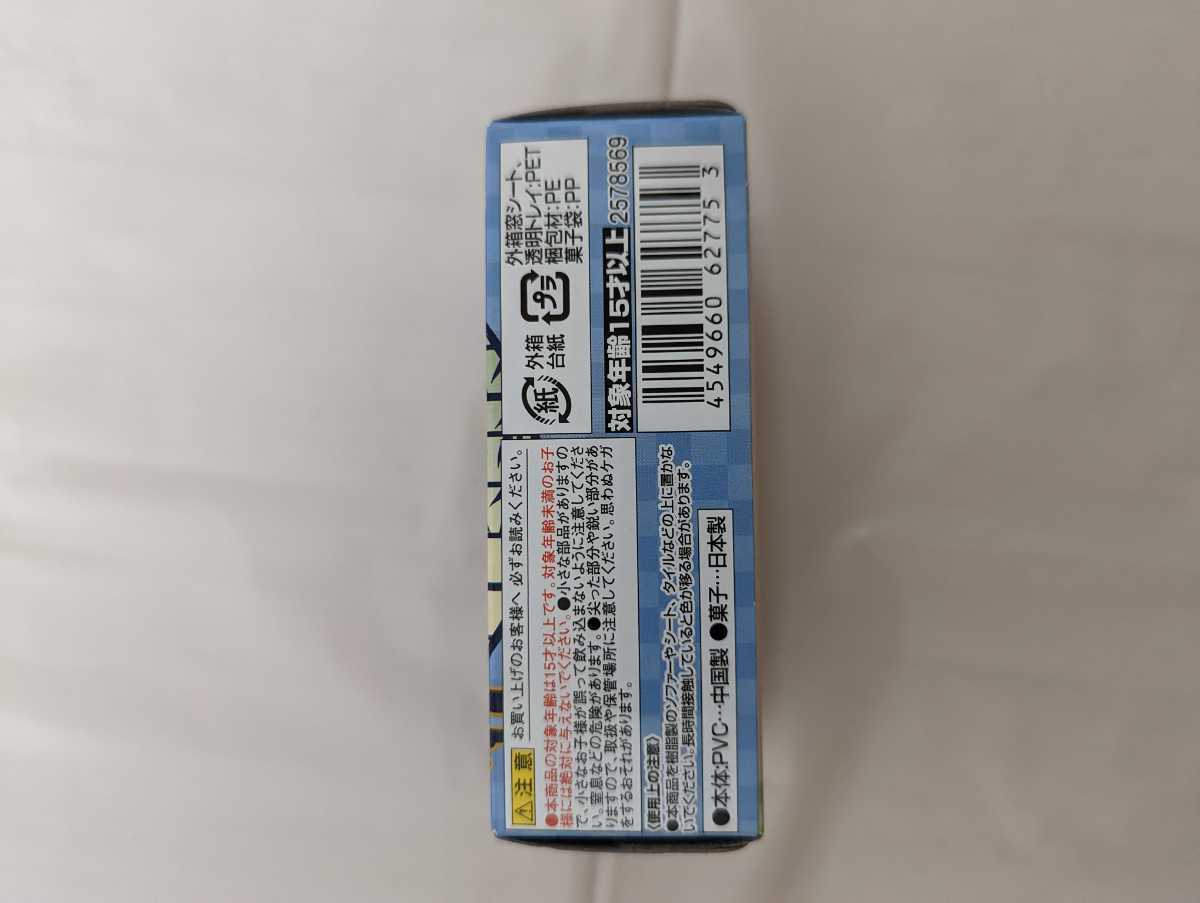 ⚠注意 お買い上げのお客様へ 必ずお読みください。
●本商品の対象年齢は15才以上です。対象年齢未満のお子
様には絶対に与えないでください。●小さな部品がありますの
で、小さなお子様が誤って飲み込まないように注意してくださ
い。窒息などの危険があります。●尖った部分や鋭い部分があ
りますので、取扱や保管場所に注意してください。思わぬケガ
をするおそれがあります。
〈使用上の注意〉
●本商品を樹脂製のソファーやシート、タイルなどの上に置かな
いでください。長時間接触していると色が移る場合があります。
●本体:PVC…中国製 ●菓子…日本製
紙 外箱
台紙
プラ 外箱窓シート、
透明トレイ:PET
梱包材:PE
菓子袋:PP
対象年齢15才以上 2578569
4549660 627753